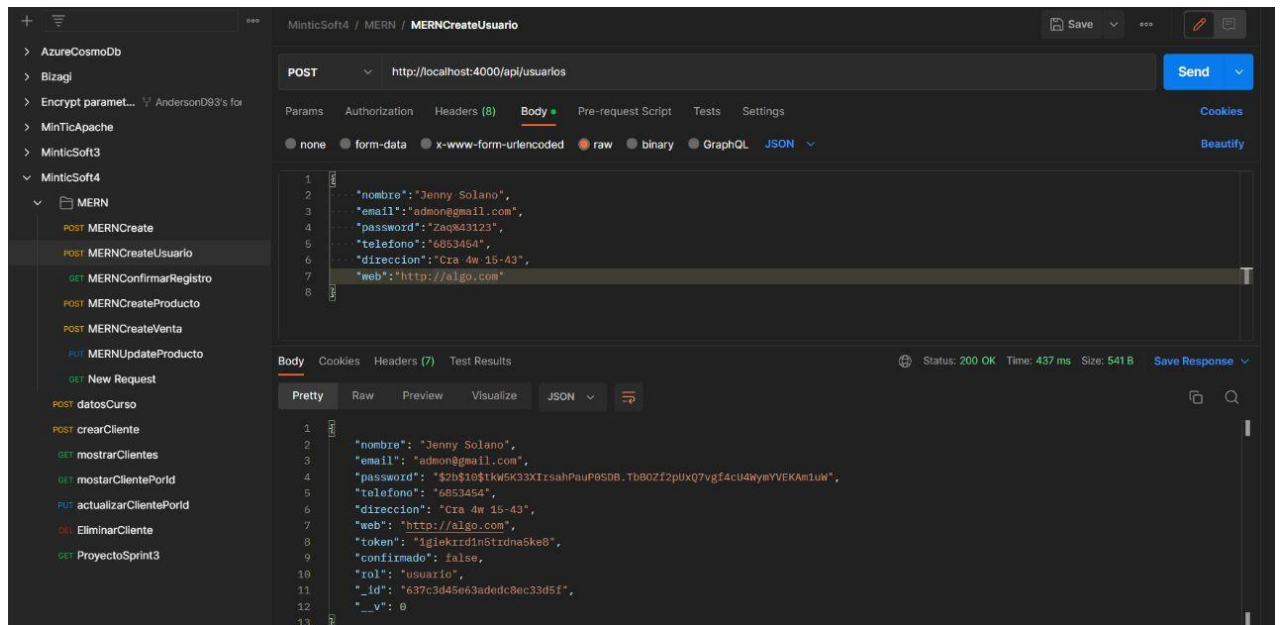 MinticSoft4 / MERN / MERNCreateUsuario
Save
AzureCosmoDb
Bizagi
Encrypt paramet... AndersonD93's for
MinTicApache
MinticSoft3
MinticSoft4
MERN
POST MERNCreate
POST MERNCreateUsuario
GET MERNConfirmarRegistro
POST MERNCreateProducto
POST MERNCreateVenta
PUT MERNUpdateProducto
GET New Request
POST datosCurso
POST crearCliente
GET mostrarClientes
GET mostarClientePorId
PUT actualizarClientePorId
DEL EliminarCliente
GET ProyectoSprint3
POST http://localhost:4000/api/usuarios Send
Params Authorization Headers (8) Body Pre-request Script Tests Settings Cookies
none form-data x-www-form-urlencoded raw binary GraphQL JSON Beautify
1 {
2 "nombre":"Jenny Solano",
3 "email":"admon@gmail.com",
4 "password":"Zaq%43123",
5 "telefono":"6853454",
6 "direccion":"Cra 4w 15-43",
7 "web":"http://algo.com"
8 }
Body Cookies Headers (7) Test Results Status: 200 OK Time: 437 ms Size: 541 B Save Response
Pretty Raw Preview Visualize JSON
1 {
2 "nombre": "Jenny Solano",
3 "email": "admon@gmail.com",
4 "password": "$2b$10$tkW5K33XIrsahPauP0SDB.TbBOZf2pUxQ7vgf4cU4WymYVEKAm1uW",
5 "telefono": "6853454",
6 "direccion": "Cra 4w 15-43",
7 "web": "http://algo.com",
8 "token": "1giekrrd1n5trdna5ke8",
9 "confirmado": false,
10 "rol": "usuario",
11 "_id": "637c3d45e63adedc8ec33d5f",
12 "__v": 0
13 }